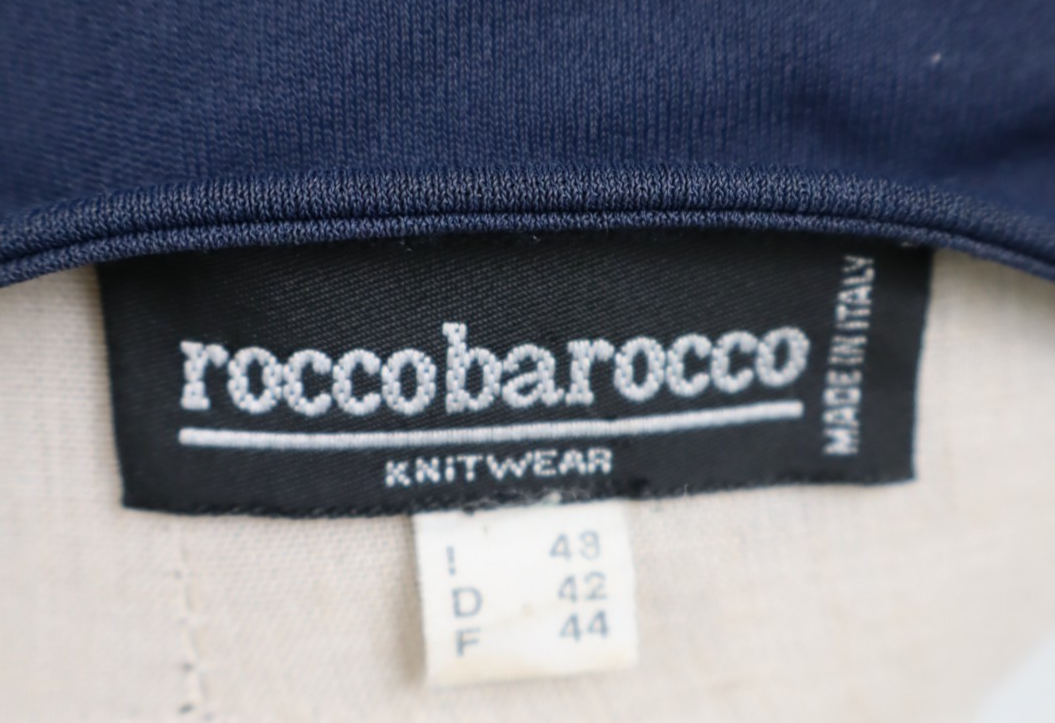 roccobarocco
KNiTWEAR
MADE IN ITALY
I 48
D 42
F 44